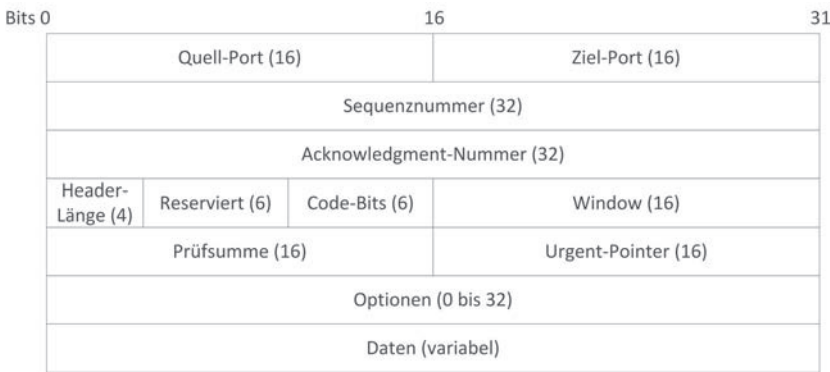 Bits 0 16 31
Quell-Port (16) Ziel-Port (16)
Sequenznummer (32)
Acknowledgment-Nummer (32)
Header-
Länge (4) Reserviert (6) Code-Bits (6) Window (16)
Prüfsumme (16) Urgent-Pointer (16)
Optionen (0 bis 32)
Daten (variabel)